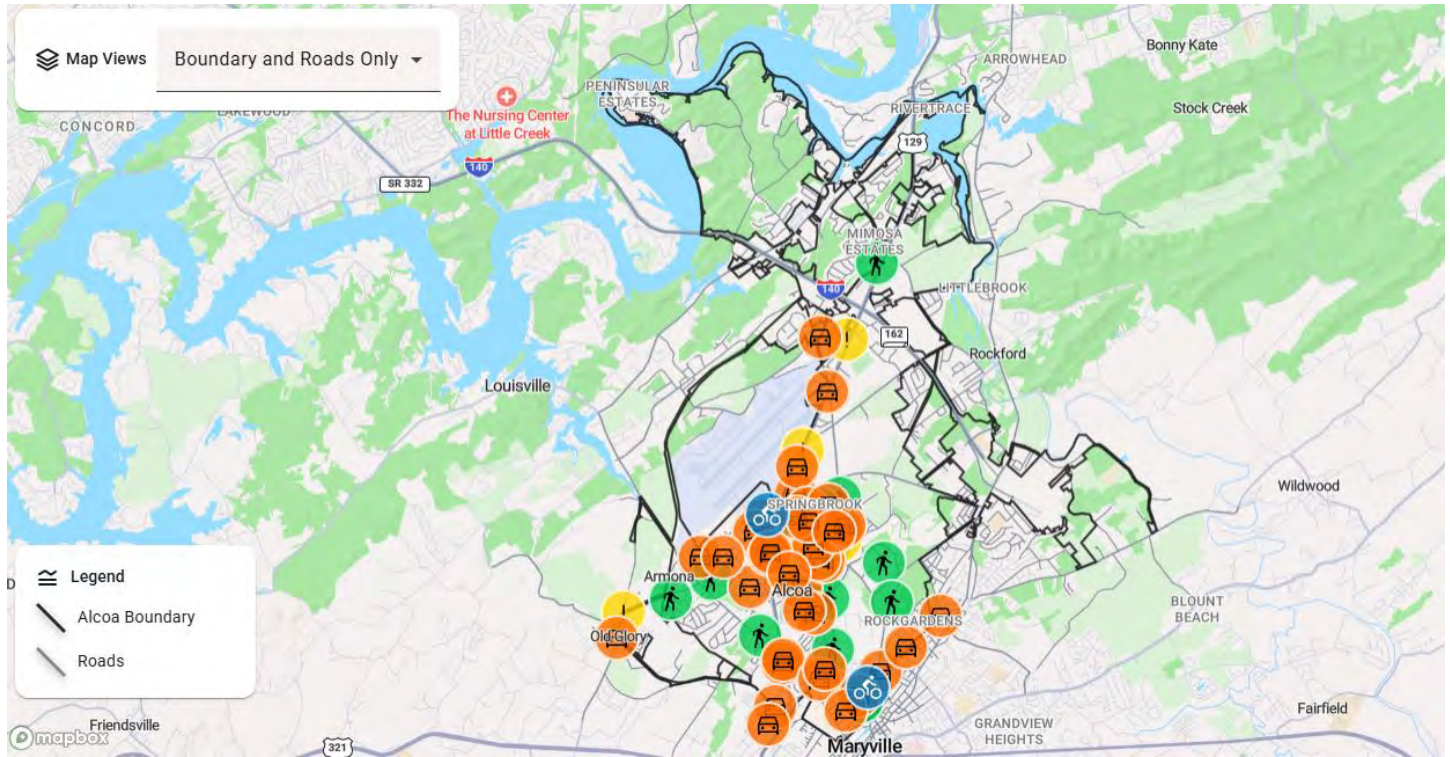 Map Views
Boundary and Roads Only
Bonny Kate
ARROWHEAD
PENINSULAR
ESTATES
Stock Creek
RIVERTRACE
LAKEWOOD
The Nursing Center
at Little Creek
CONCORD
129
140
SR 332
MIMOSA
ESTATES
LITTLEBROOK
140
162
Rockford
Louisville
Wildwood
SPRINGBROOK
Legend
Alcoa Boundary
Roads
Armona
Alcoa
BLOUNT
BEACH
ROCKGARDENS
Old Glory
Friendsville
Fairfield
GRANDVIEW
HEIGHTS
mapbox
321
Maryville